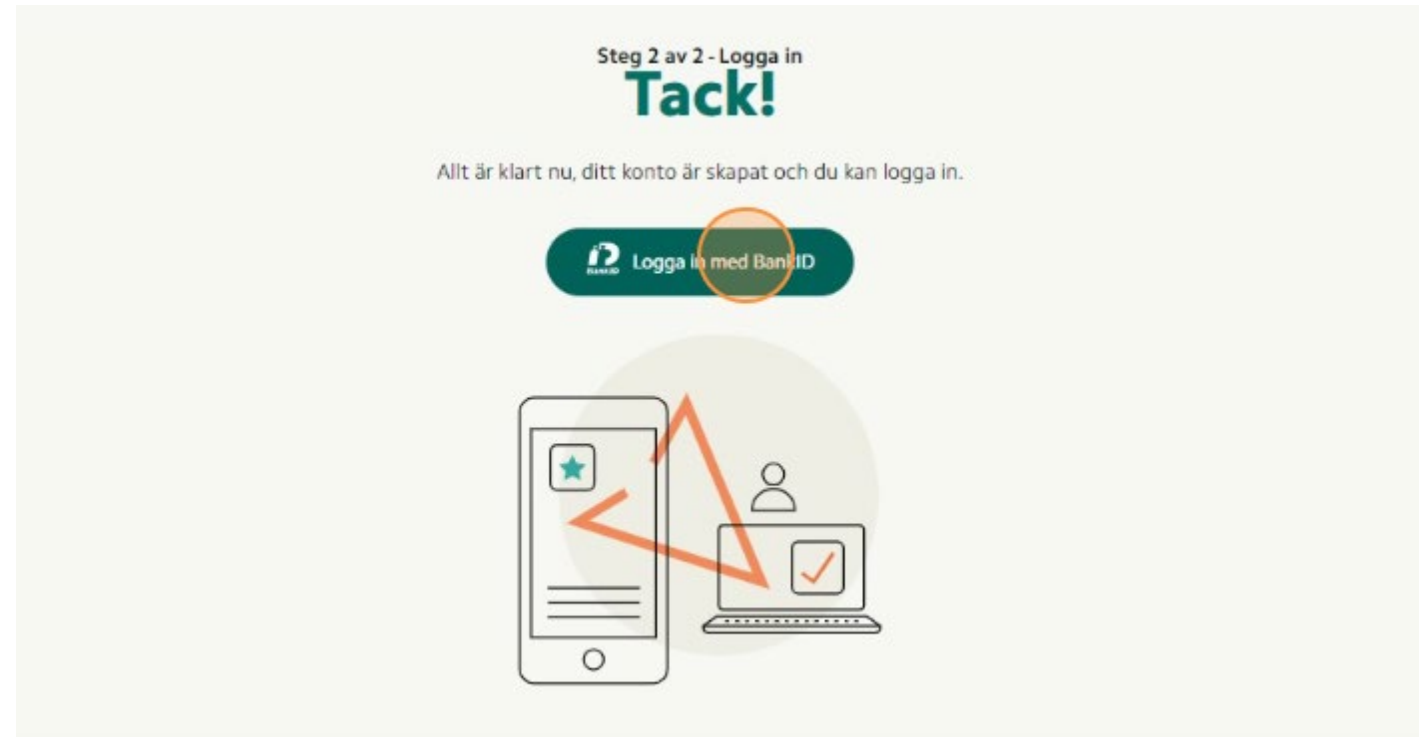 Steg 2 av 2 - Logga in
Tack!
Allt är klart nu, ditt konto är skapat och du kan logga in.
BankID Logga in med BankID